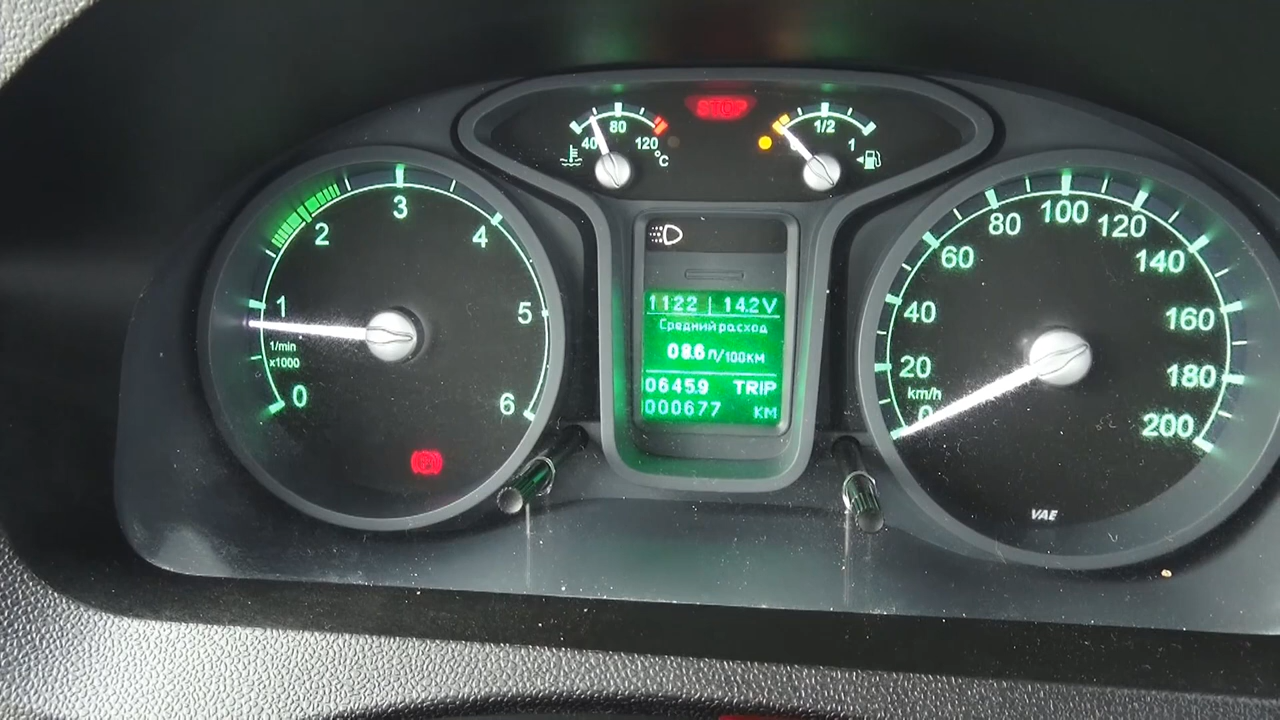 STOP
40 80 120 °C
1/2 1
0 1 2 3 4 5 6
1/min
x1000
1122 | 14.2V
Средний расход
08.6 Л/100КМ
0645.9 TRIP
000677 КМ
0 20 40 60 80 100 120 140 160 180 200
km/h
VAE
(P)